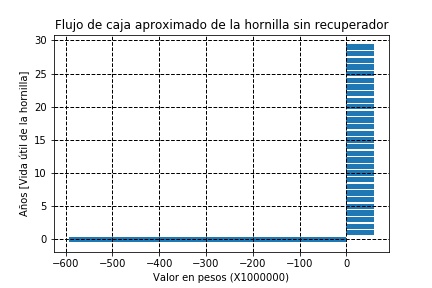 Flujo de caja aproximado de la hornilla sin recuperador
Años [Vida útil de la hornilla]
30
25
20
15
10
5
0
−600 −500 −400 −300 −200 −100 0
Valor en pesos (X1000000)